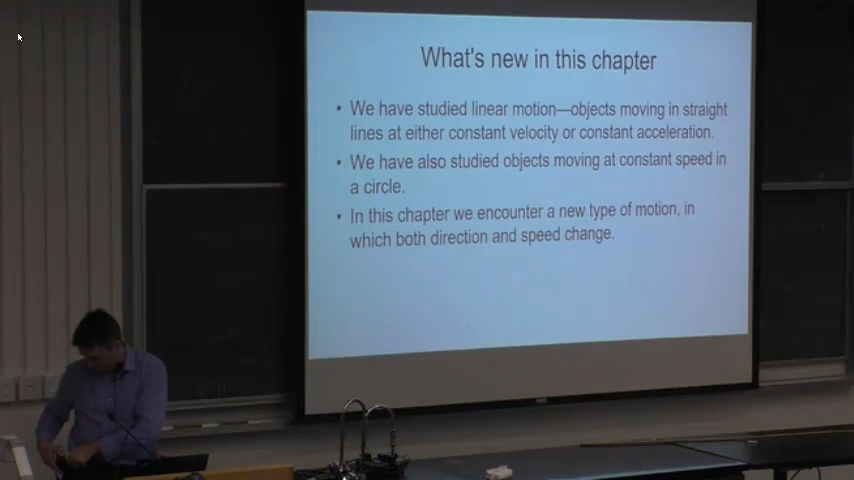 What's new in this chapter
• We have studied linear motion—objects moving in straight
lines at either constant velocity or constant acceleration.
• We have also studied objects moving at constant speed in
a circle.
• In this chapter we encounter a new type of motion, in
which both direction and speed change.